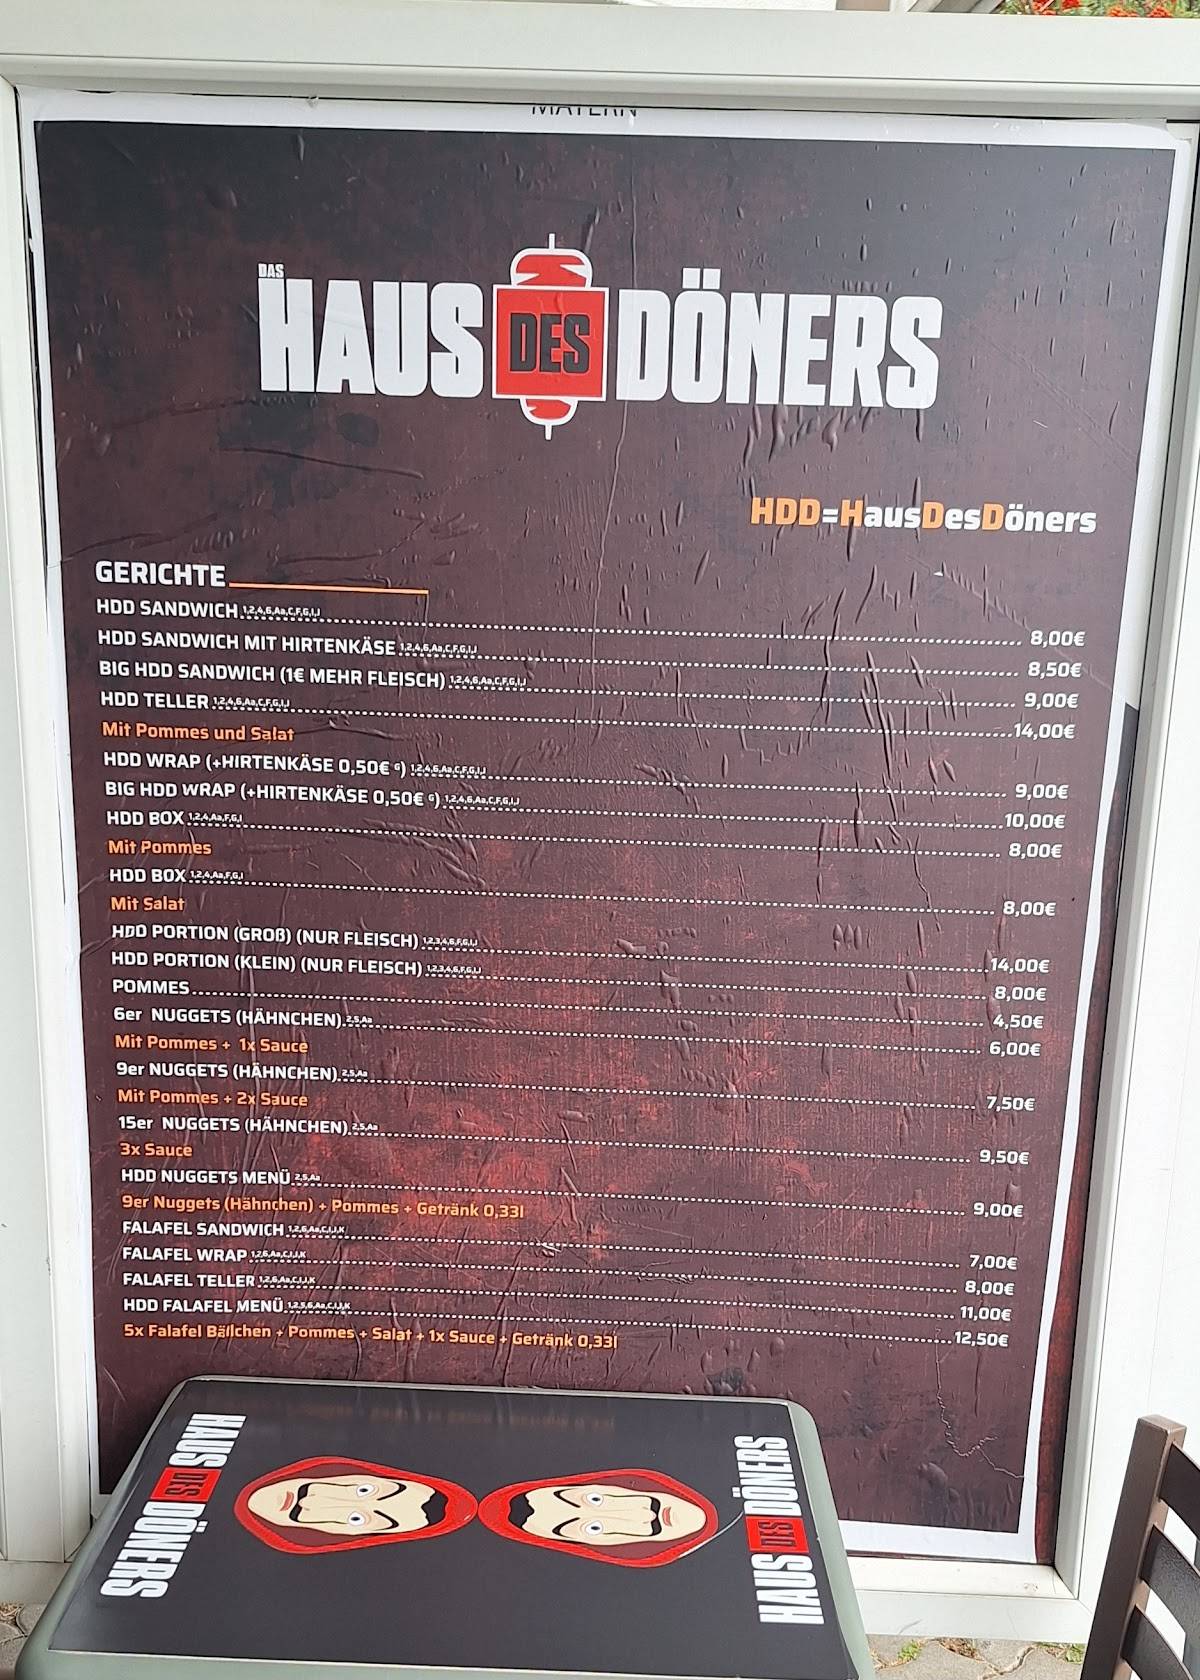 MAYERN
DAS
HAUS DES DÖNERS
HDD=HausDesDöners
GERICHTE
HDD SANDWICH 1,2,4,6,Aa,C,F,G,I,J 8,00€
HDD SANDWICH MIT HIRTENKÄSE 1,2,4,6,Aa,C,F,G,I,J 8,50€
BIG HDD SANDWICH (1€ MEHR FLEISCH) 1,2,4,6,Aa,C,F,G,I,J 9,00€
HDD TELLER 1,2,4,6,Aa,C,F,G,I,J 14,00€
Mit Pommes und Salat
HDD WRAP (+HIRTENKÄSE 0,50€ G) 1,2,4,6,Aa,C,F,G,I,J 9,00€
BIG HDD WRAP (+HIRTENKÄSE 0,50€ G) 1,2,4,6,Aa,C,F,G,I,J 10,00€
HDD BOX 1,2,4,Aa,F,G,I 8,00€
Mit Pommes
HDD BOX 1,2,4,Aa,F,G,I 8,00€
Mit Salat
HDD PORTION (GROß) (NUR FLEISCH) 1,2,3,4,6,F,G,I,J 14,00€
HDD PORTION (KLEIN) (NUR FLEISCH) 1,2,3,4,6,F,G,I,J 8,00€
POMMES 4,50€
6er NUGGETS (HÄHNCHEN) 2,5,Aa 6,00€
Mit Pommes + 1x Sauce
9er NUGGETS (HÄHNCHEN) 2,5,Aa 7,50€
Mit Pommes + 2x Sauce
15er NUGGETS (HÄHNCHEN) 2,5,Aa 9,50€
3x Sauce
HDD NUGGETS MENÜ 2,5,Aa 9,00€
9er Nuggets (Hähnchen) + Pommes + Getränk 0,33l
FALAFEL SANDWICH 1,2,6,Aa,C,I,J,K 7,00€
FALAFEL WRAP 1,2,6,Aa,C,I,J,K 8,00€
FALAFEL TELLER 1,2,6,Aa,C,I,J,K 11,00€
HDD FALAFEL MENÜ 1,2,5,6,Aa,C,I,J,K 12,50€
5x Falafel Bällchen + Pommes + Salat + 1x Sauce + Getränk 0,33l
HAUS DES DÖNERS
HAUS DES DÖNERS